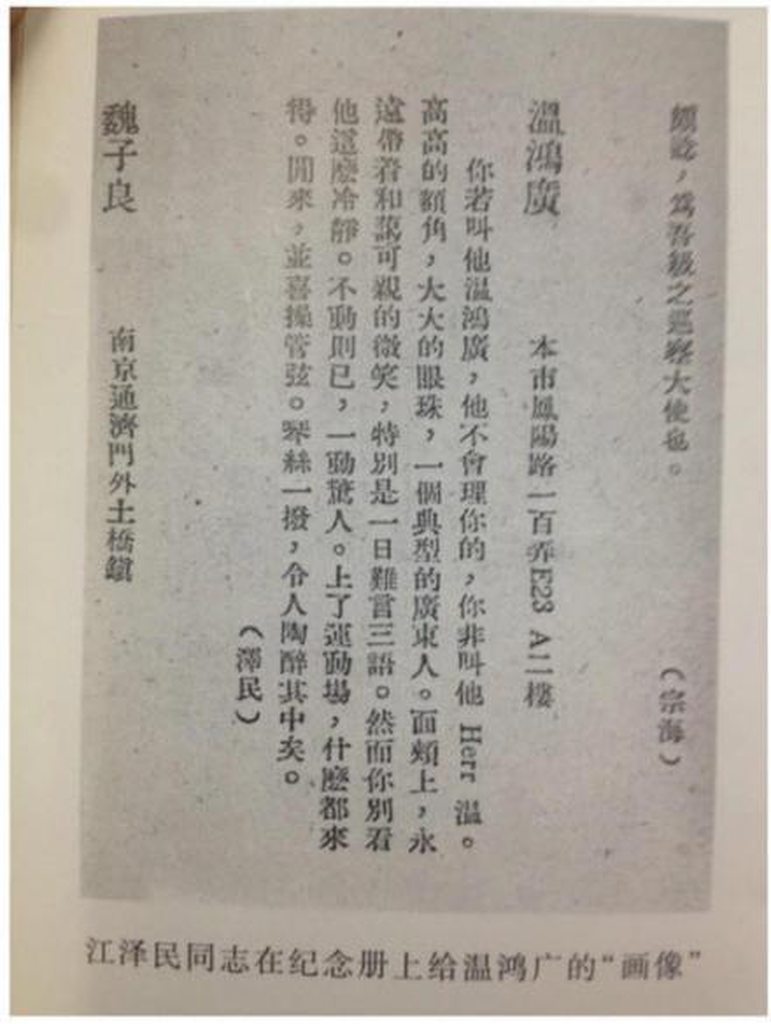 頗諗，為吾級之巡察大使也。
（宗海）
溫鴻廣 本市鳳陽路一百弄E23 A二樓
你若叫他溫鴻廣，他不會理你的，你非叫他 Herr 溫。
高高的額角，大大的眼珠，一個典型的廣東人。面頰上，永
遠帶着和藹可親的微笑，特別是一日難言三語。然而你別看
他這麼冷靜。不動則已，一動驚人。上了運動場，什麼都來
得。閒來，並喜操管弦。琴絲一撥，令人陶醉其中矣。
（澤民）
魏子良 南京通濟門外土橋鎮
江泽民同志在纪念册上给温鸿广的“画像”